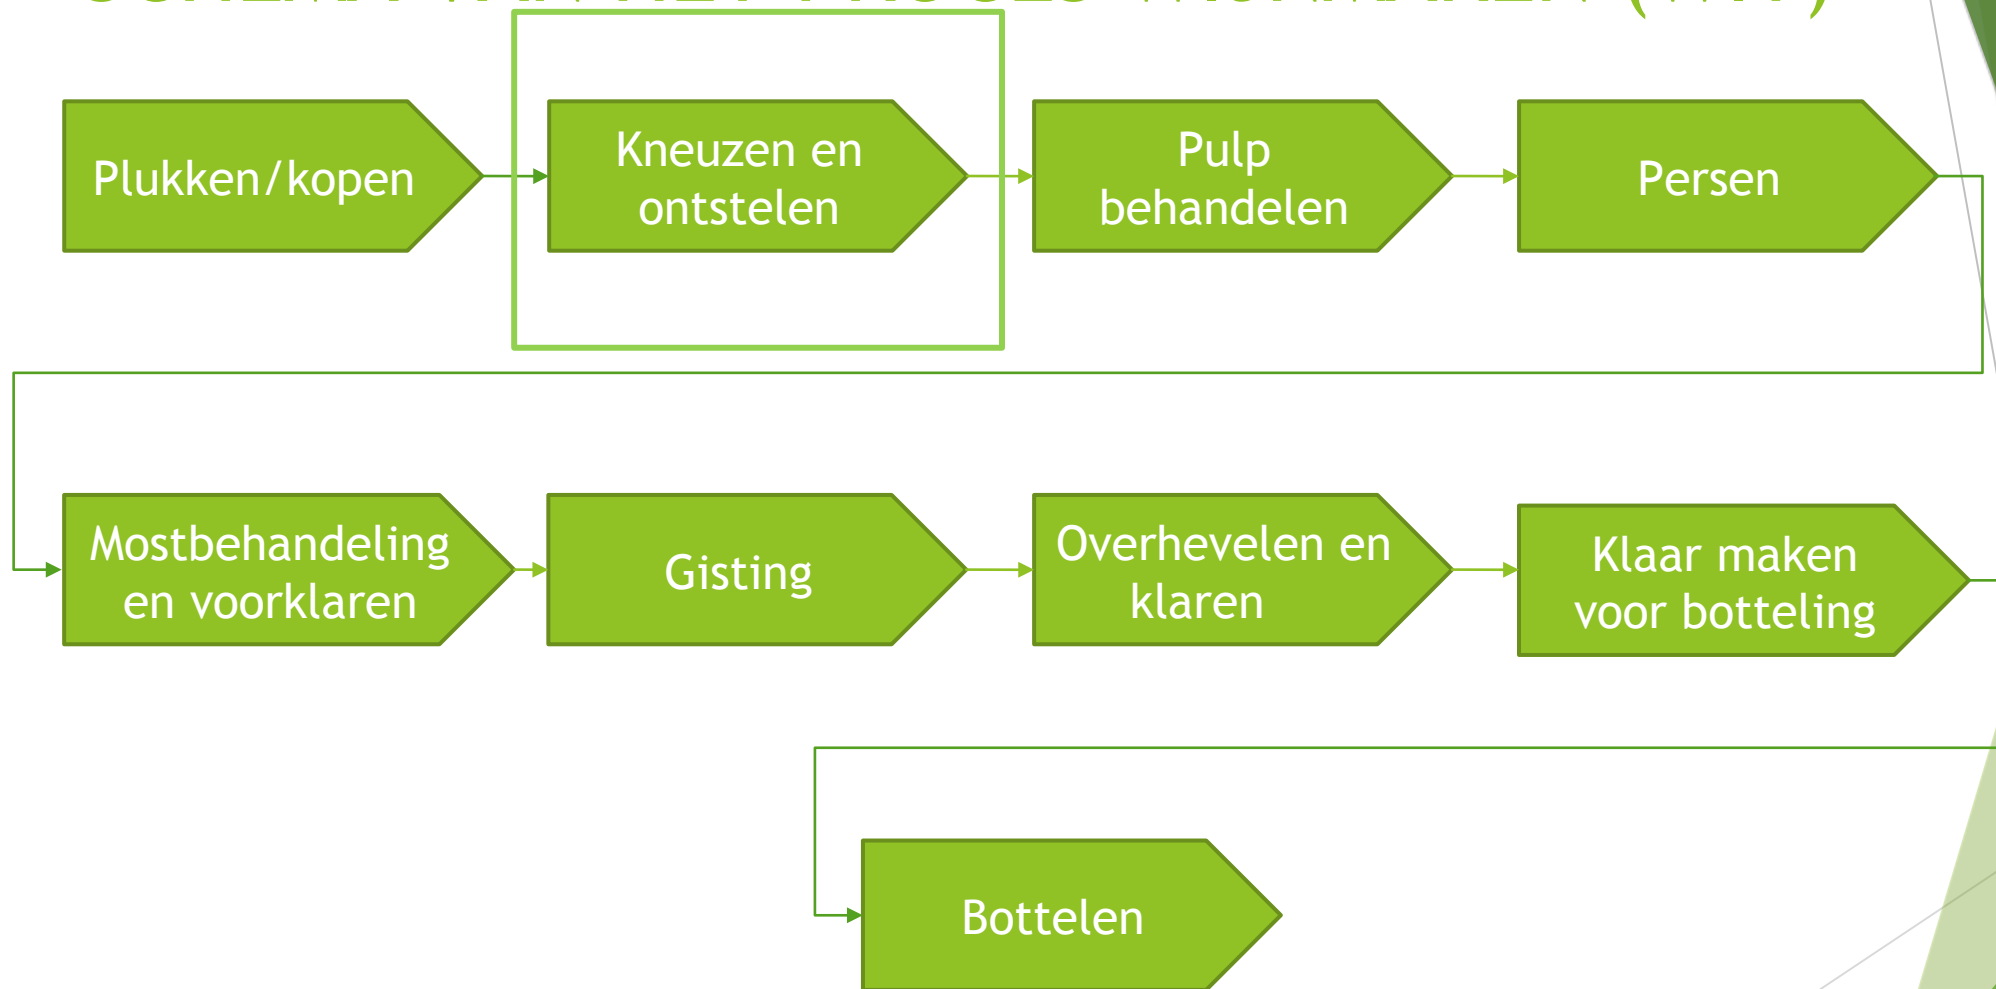 Plukken/kopen
Kneuzen en
ontstelen
Pulp
behandelen
Persen
Mostbehandeling
en voorklaren
Gisting
Overhevelen en
klaren
Klaar maken
voor botteling
Bottelen